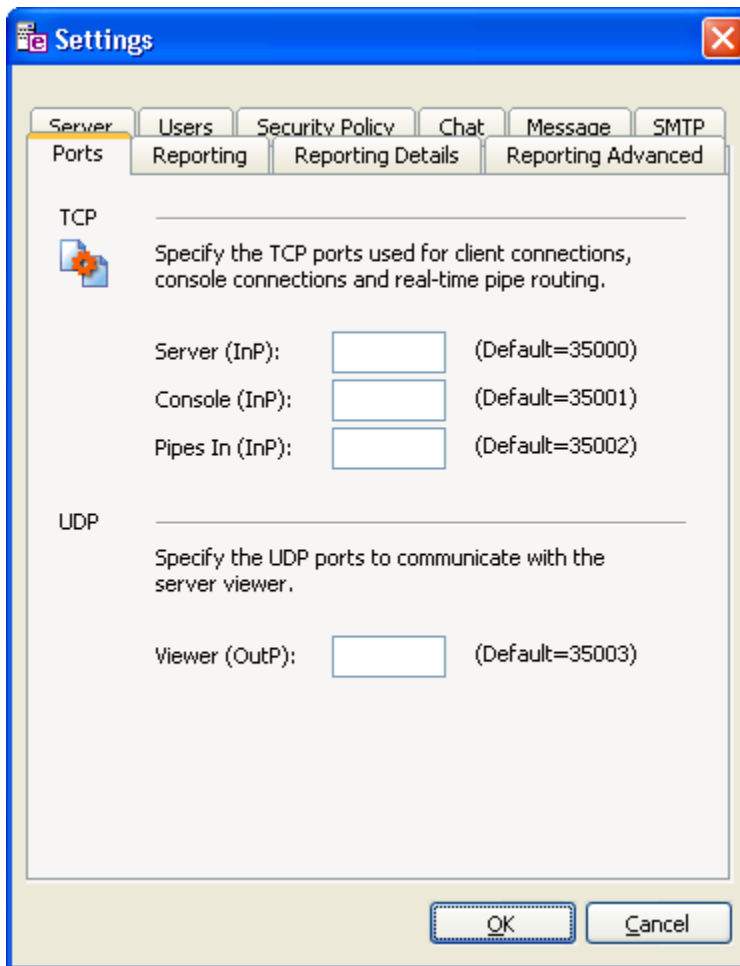 Settings
Server Users Security Policy Chat Message SMTP
Ports Reporting Reporting Details Reporting Advanced
TCP
Specify the TCP ports used for client connections,
console connections and real-time pipe routing.
Server (InP): (Default=35000)
Console (InP): (Default=35001)
Pipes In (InP): (Default=35002)
UDP
Specify the UDP ports to communicate with the
server viewer.
Viewer (OutP): (Default=35003)
OK Cancel